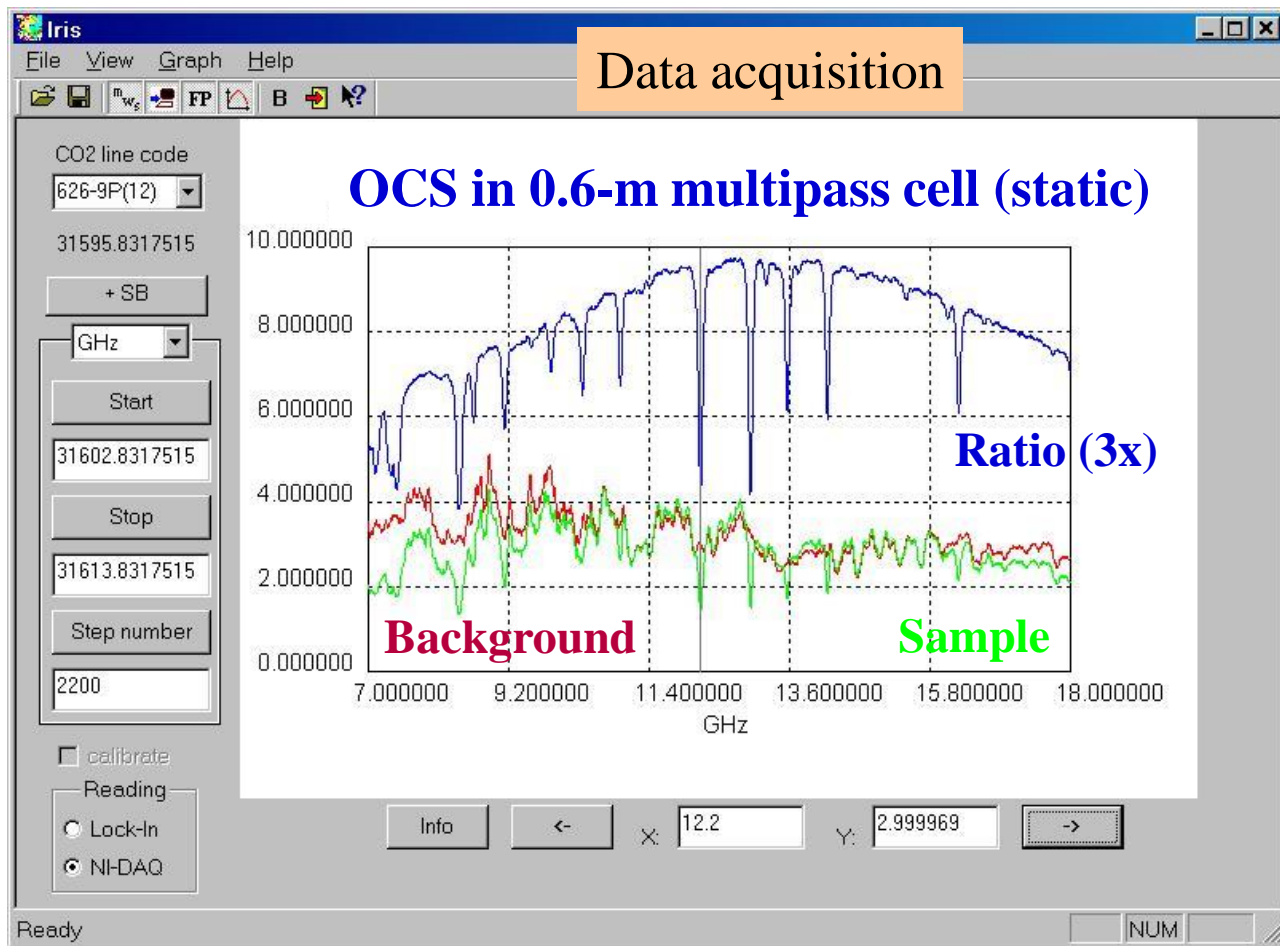 Iris
File View Graph Help
Data acquisition
m w s FP B
CO2 line code
626-9P(12)
31595.8317515
+ SB
GHz
Start
31602.8317515
Stop
31613.8317515
Step number
2200
calibrate
Reading
Lock-In
NI-DAQ
OCS in 0.6-m multipass cell (static)
10.000000
8.000000
6.000000
4.000000
2.000000
0.000000
Ratio (3x)
Background
Sample
7.000000 9.200000 11.400000 13.600000 15.800000 18.000000
GHz
Info <- X: 12.2 Y: 2.999969 ->
Ready NUM